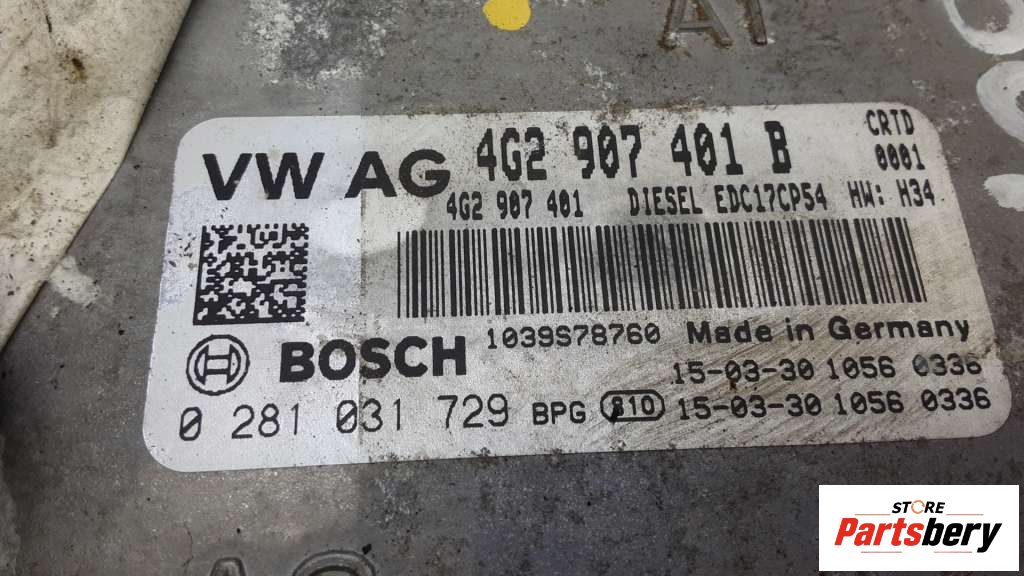 A1
VW AG 4G2 907 401 B CRTD
0001
4G2 907 401 DIESEL EDC17CP54 HW: H34
1039S78760 Made in Germany
BOSCH 15-03-30 1056 0336
0 281 031 729 BPG 810 15-03-30 1056 0336
STORE
Partsbery